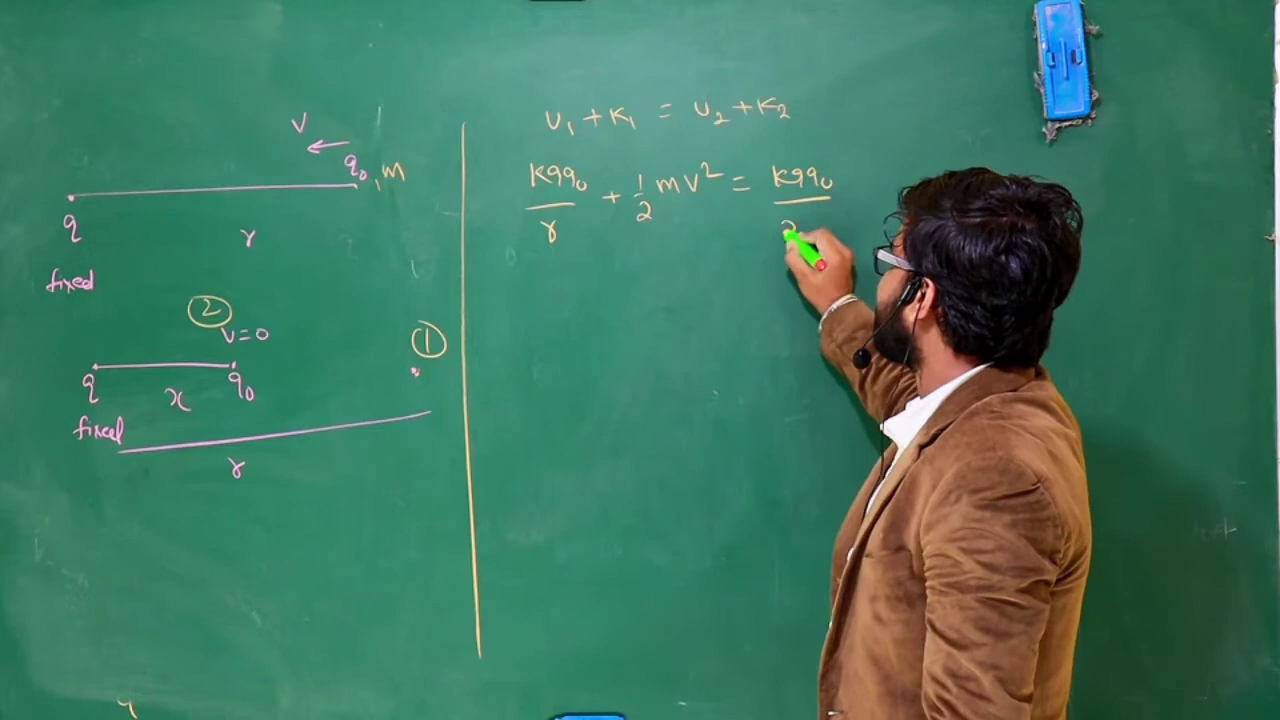 V
q₀, m
q
r
fixed
②
V=0
①
q
x
q₀
fixed
r
U₁ + K₁ = U₂ + K₂
Kqq₀/r + 1/2 mV² = Kqq₀/